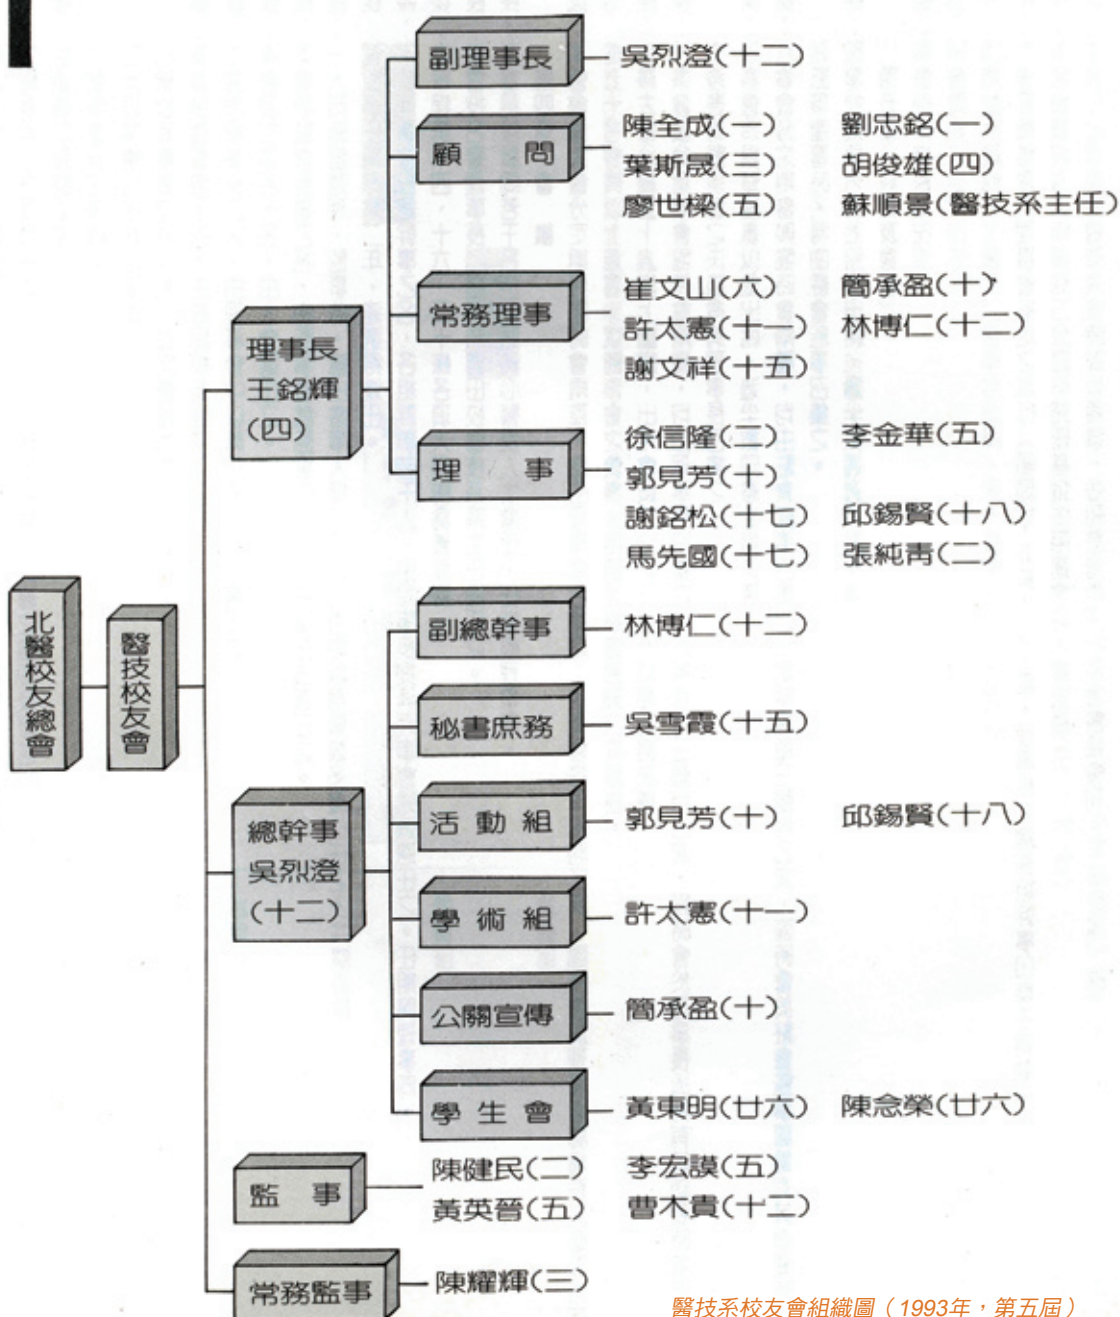 北醫校友總會
醫技校友會
理事長
王銘輝
(四)
副理事長
吳烈澄(十二)
顧問
陳全成(一) 劉忠銘(一)
葉斯晟(三) 胡俊雄(四)
廖世樑(五) 蘇順景(醫技系主任)
常務理事
崔文山(六) 簡承盈(十)
許太憲(十一) 林博仁(十二)
謝文祥(十五)
理事
徐信隆(二) 李金華(五)
郭見芳(十)
謝銘松(十七) 邱錫賢(十八)
馬先國(十七) 張純青(二)
總幹事
吳烈澄
(十二)
副總幹事
林博仁(十二)
秘書庶務
吳雪霞(十五)
活動組
郭見芳(十) 邱錫賢(十八)
學術組
許太憲(十一)
公關宣傳
簡承盈(十)
學生會
黃東明(廿六) 陳念榮(廿六)
監事
陳健民(二) 李宏謨(五)
黃英晉(五) 曹木貴(十二)
常務監事
陳耀輝(三)
醫技系校友會組織圖（1993年，第五屆）